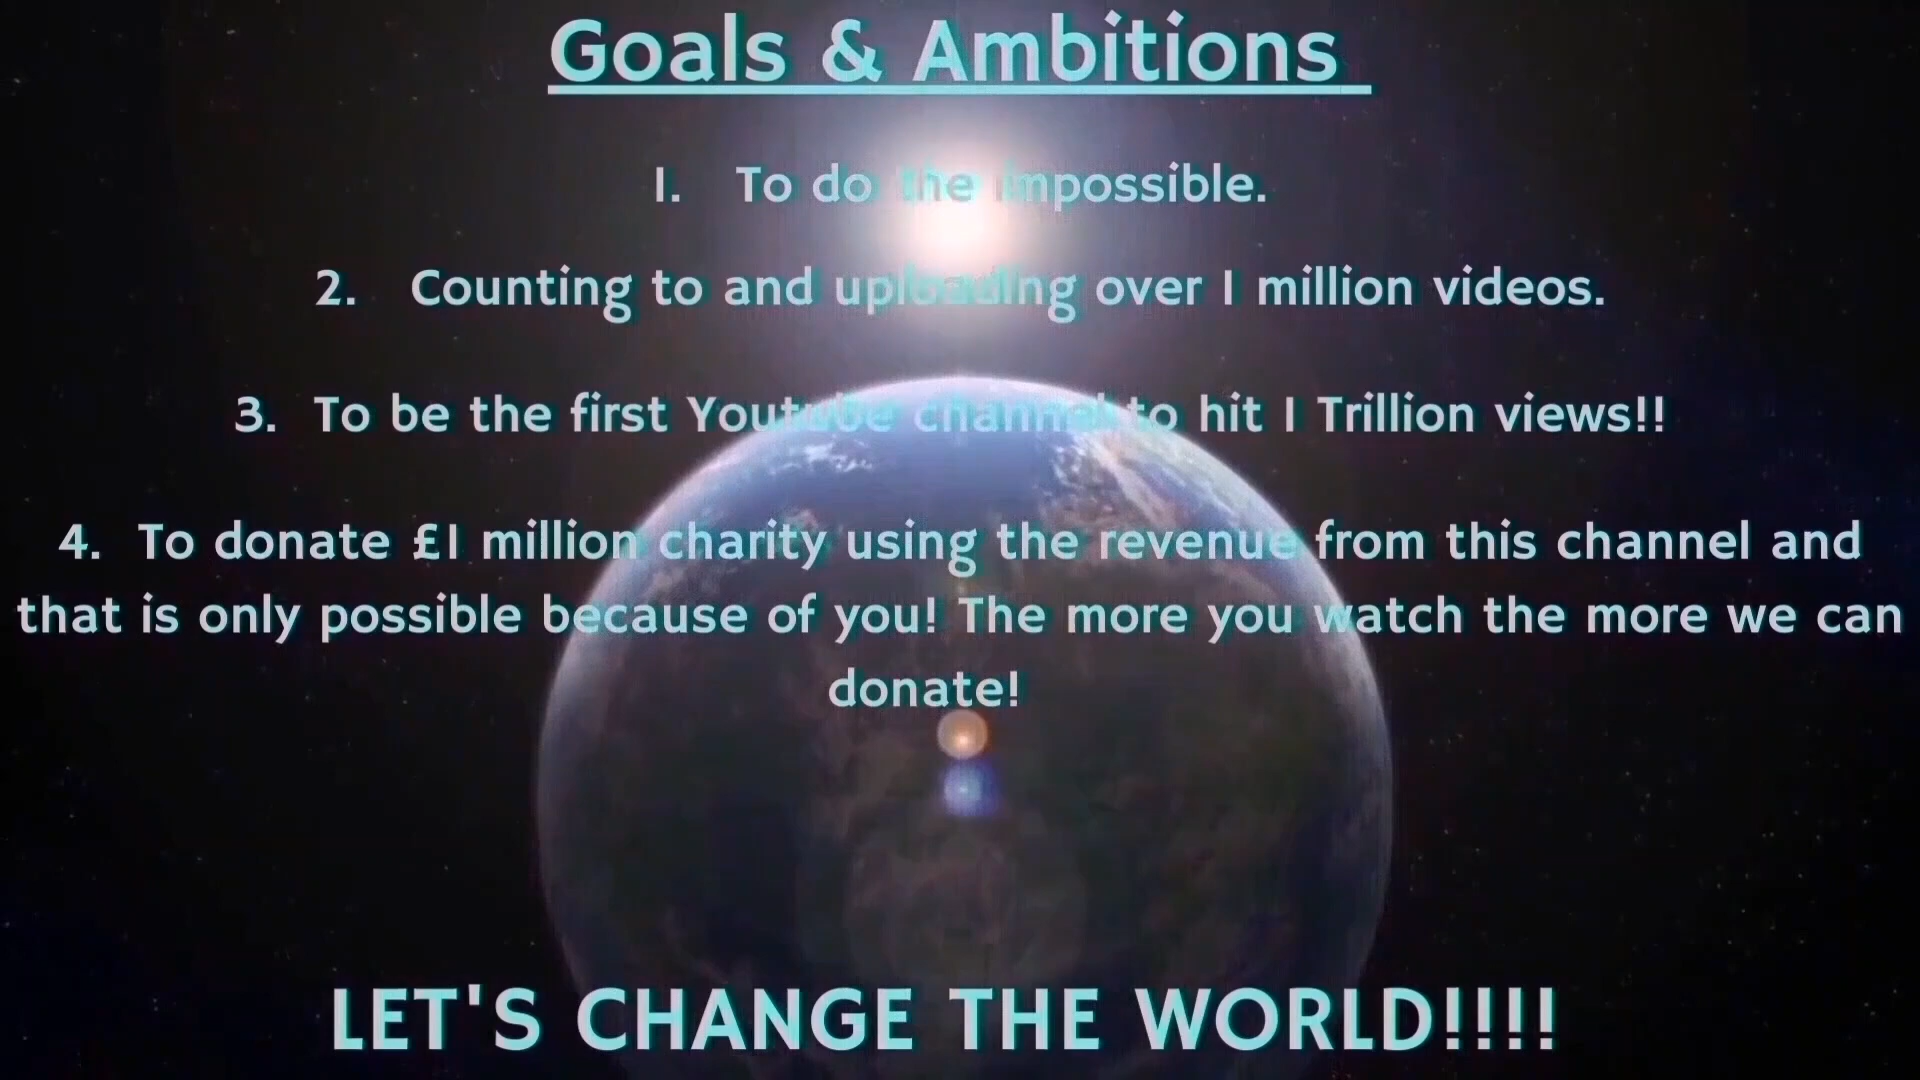 Goals & Ambitions
1. To do the impossible.
2. Counting to and uploading over 1 million videos.
3. To be the first Youtube channel to hit 1 Trillion views!!
4. To donate £1 million charity using the revenue from this channel and
that is only possible because of you! The more you watch the more we can
donate!
LET'S CHANGE THE WORLD!!!!